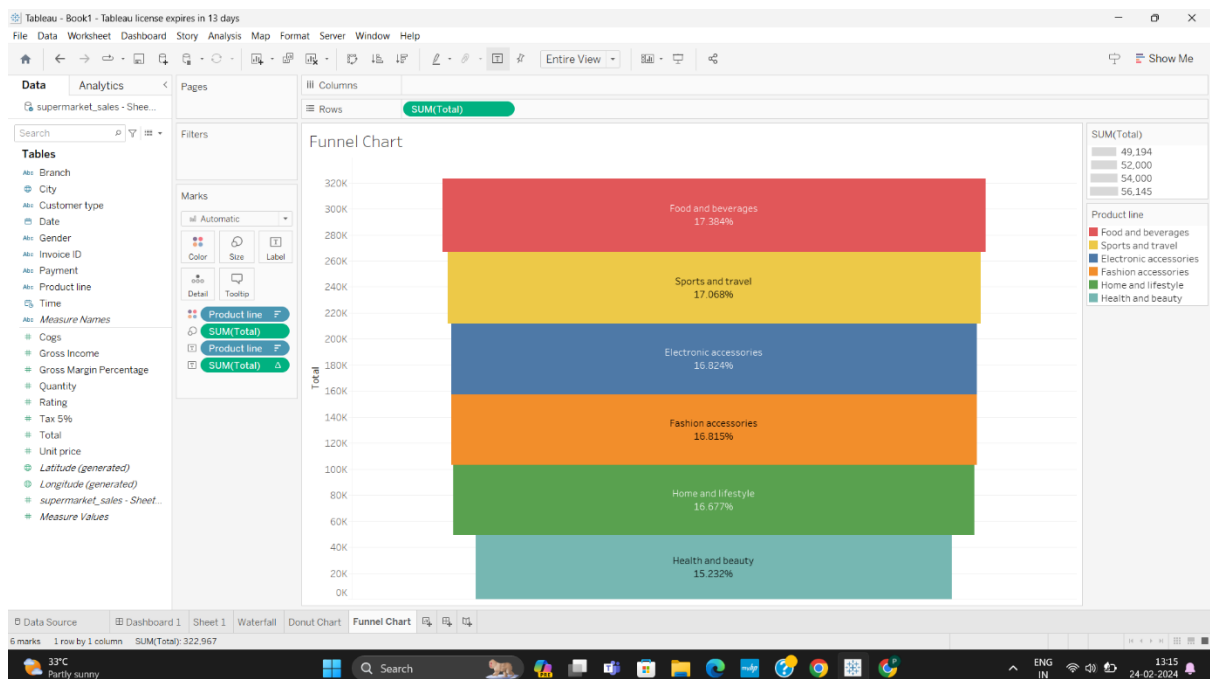 Tableau - Book1 - Tableau license expires in 13 days
File Data Worksheet Dashboard Story Analysis Map Format Server Window Help
Entire View
Show Me
Data Analytics
supermarket_sales - Shee...
Search
Tables
Abc Branch
City
Abc Customer type
Date
Abc Gender
Abc Invoice ID
Abc Payment
Abc Product line
Time
Abc Measure Names
# Cogs
# Gross Income
# Gross Margin Percentage
# Quantity
# Rating
# Tax 5%
# Total
# Unit price
Latitude (generated)
Longitude (generated)
# supermarket_sales - Sheet...
# Measure Values
Pages
Filters
Marks
Automatic
Color Size Label
Detail Tooltip
Product line
SUM(Total)
Product line
SUM(Total) Δ
Columns
Rows SUM(Total)
Funnel Chart
Total
320K
300K
280K
260K
240K
220K
200K
180K
160K
140K
120K
100K
80K
60K
40K
20K
0K
Food and beverages
17.384%
Sports and travel
17.068%
Electronic accessories
16.824%
Fashion accessories
16.815%
Home and lifestyle
16.677%
Health and beauty
15.232%
SUM(Total)
49,194
52,000
54,000
56,145
Product line
Food and beverages
Sports and travel
Electronic accessories
Fashion accessories
Home and lifestyle
Health and beauty
Data Source Dashboard 1 Sheet 1 Waterfall Donut Chart Funnel Chart
6 marks 1 row by 1 column SUM(Total): 322,967
33°C
Partly sunny
Search
PRE
ENG
IN
13:15
24-02-2024